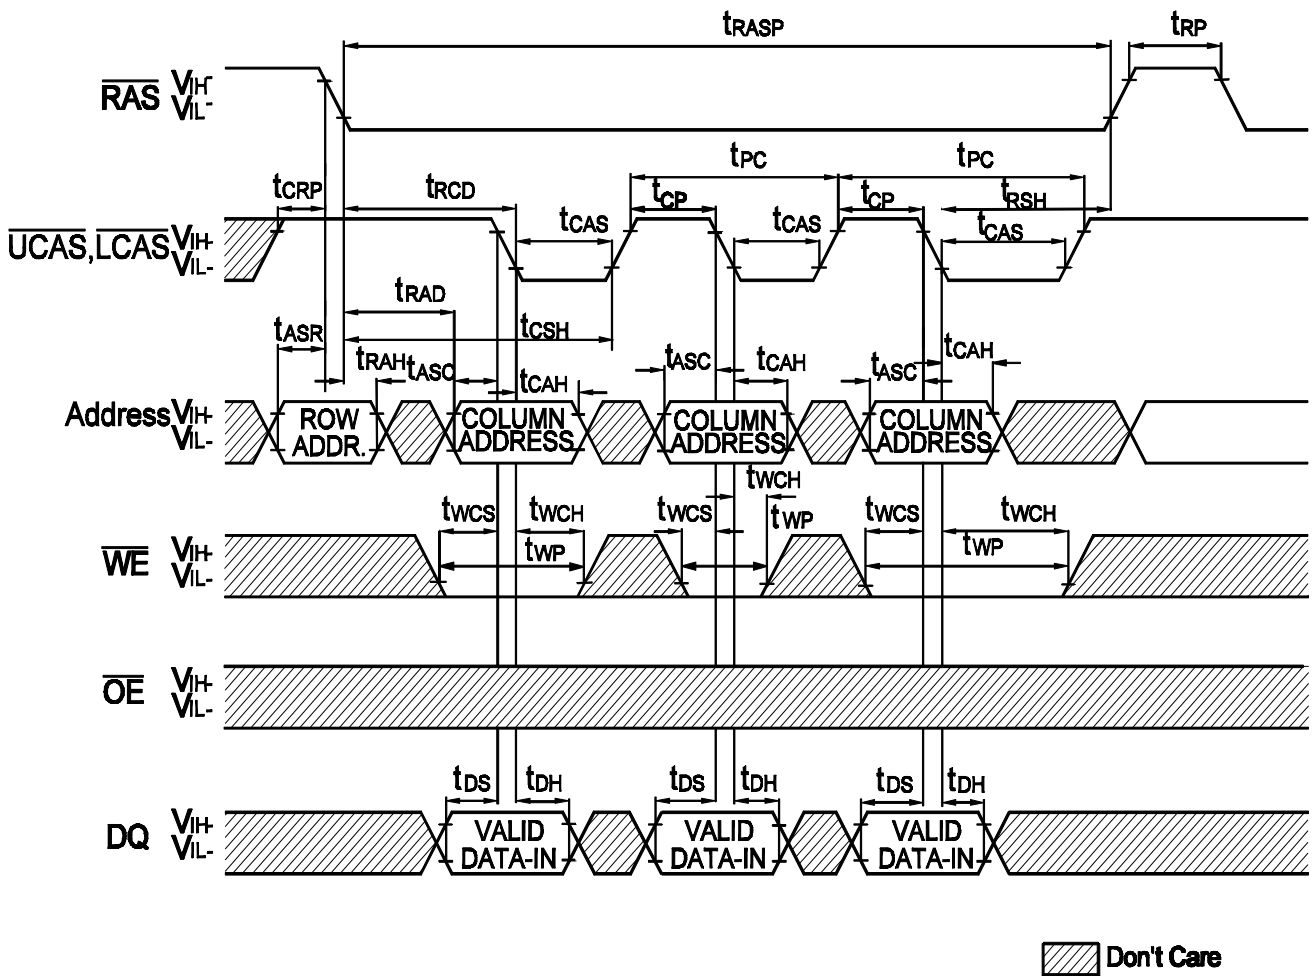 tRASP tRP
RAS VIH- VIL-
tPC tPC
tCRP tRCD tCP tCP tRSH
tCAS tCAS tCAS
UCAS,LCAS VIH- VIL-
tRAD
tASR tCSH
tRAH tASC tCAH tASC tCAH tASC tCAH
Address VIH- VIL-
ROW ADDR.
COLUMN ADDRESS
COLUMN ADDRESS
COLUMN ADDRESS
tWCS tWCH tWCS tWCH tWCS tWCH
tWP tWP tWP
WE VIH- VIL-
OE VIH- VIL-
tDS tDH tDS tDH tDS tDH
DQ VIH- VIL-
VALID DATA-IN
VALID DATA-IN
VALID DATA-IN
Don't Care